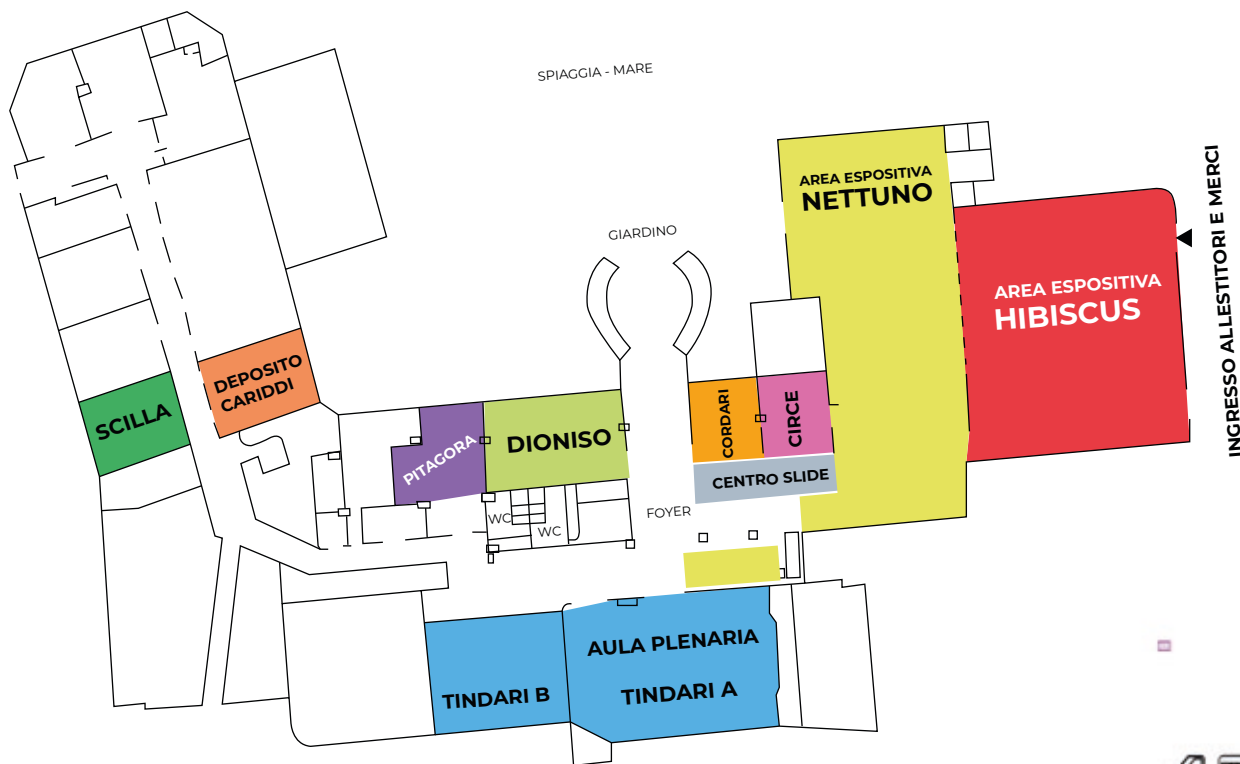 SPIAGGIA - MARE
GIARDINO
AREA ESPOSITIVA
NETTUNO
AREA ESPOSITIVA
HIBISCUS
INGRESSO ALLESTITORI E MERCI
DEPOSITO
CARIDDI
SCILLA
PITAGORA
DIONISO
CORDARI
CIRCE
CENTRO SLIDE
FOYER
WC
WC
AULA PLENARIA
TINDARI A
TINDARI B